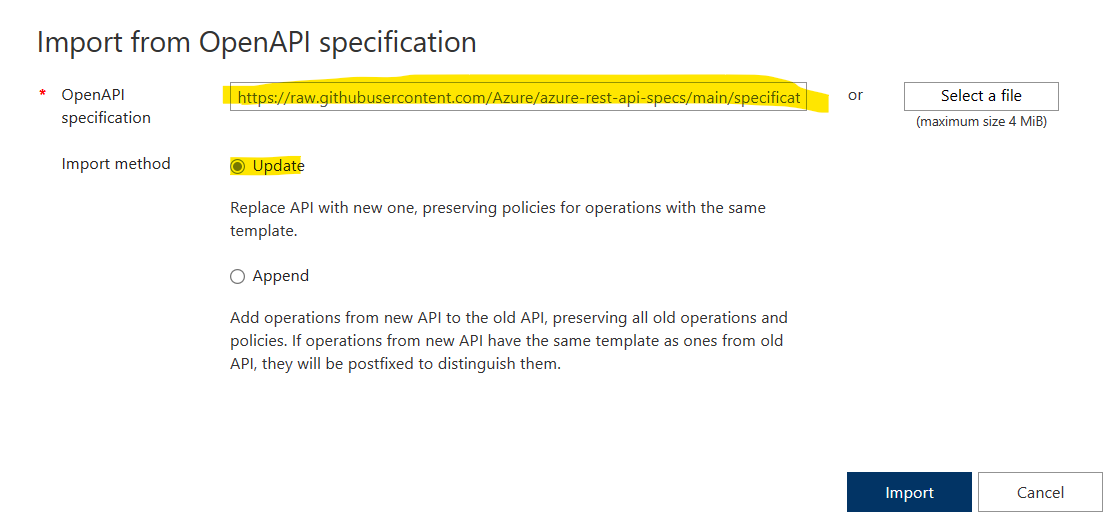 Import from OpenAPI specification
* OpenAPI specification
https://raw.githubusercontent.com/Azure/azure-rest-api-specs/main/specificat
or
Select a file
(maximum size 4 MiB)
Import method
Update
Replace API with new one, preserving policies for operations with the same
template.
Append
Add operations from new API to the old API, preserving all old operations and
policies. If operations from new API have the same template as ones from old
API, they will be postfixed to distinguish them.
Import
Cancel